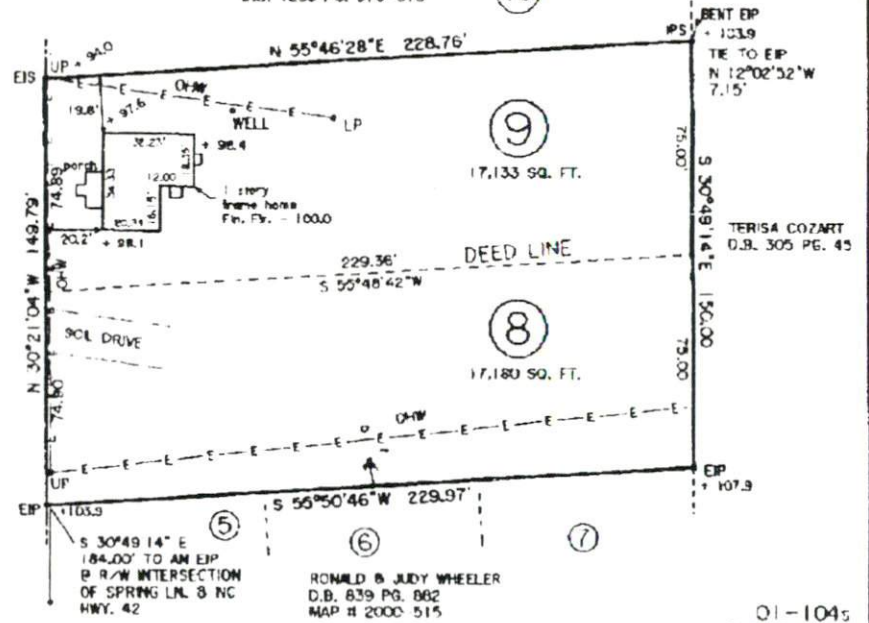 BENT EIP
+ 103.9
TIE TO EIP
N 12°02'52"W
7.15'
IPS
N 55°46'28"E 228.76'
UP
+ 94.0
EIS
E E E E E E
OHW
19.8'
+ 97.6
WELL
LP
38.23'
+ 98.4
9
17,133 SQ. FT.
75.00'
S 30°49'14"E 150.00
porch
12.00
1 story
frame home
Fin. Flr. - 100.0
20.2'
+ 98.1
74.89
N 30°21'04"W 149.79'
TERISA COZART
D.B. 305 PG. 45
229.36'
DEED LINE
S 55°48'42"W
OHW
SOIL DRIVE
8
17,180 SQ. FT.
75.00
74.90
OHW
E E E E E E E E E E E E
UP
EIP
+103.9
S 55°50'46"W 229.97'
EIP
+ 107.9
5
6
7
S 30°49 14" E
184.00' TO AN EIP
@ R/W INTERSECTION
OF SPRING LN. & NC
HWY. 42
RONALD & JUDY WHEELER
D.B. 839 PG. 882
MAP # 2000-515
01-104s